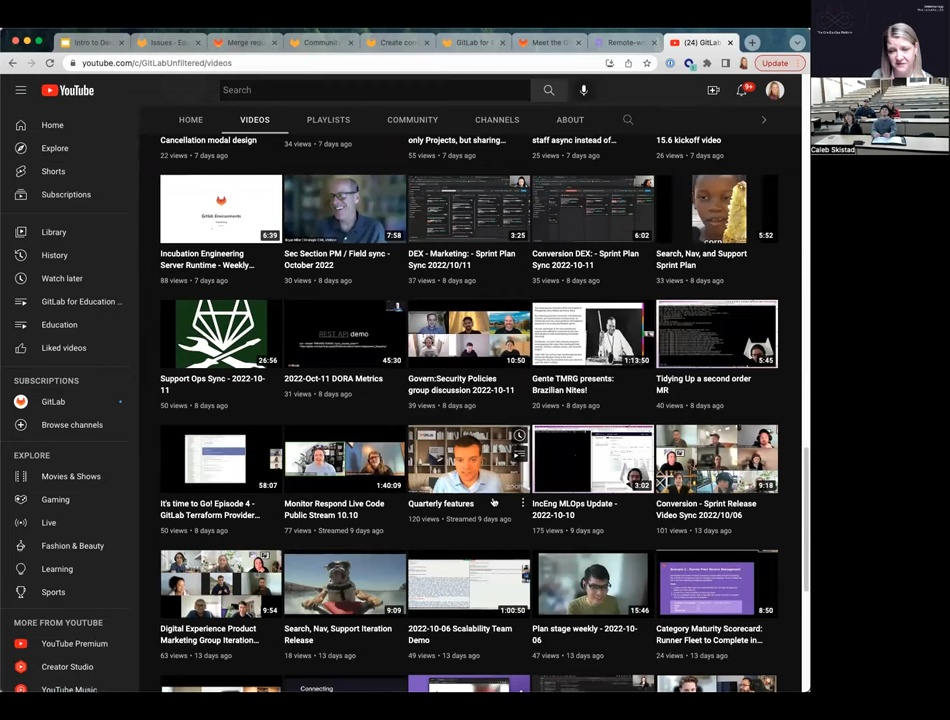 Intro to De
Issues - Ed
Merge requ
Communi
Create con
GitLab for E
Meet the C
Remote-w
(24) GitLab
youtube.com/c/GitLabUnfiltered/videos
Update
YouTube
Search
9+
HOME
VIDEOS
PLAYLISTS
COMMUNITY
CHANNELS
ABOUT
Home
Explore
Shorts
Subscriptions
Library
History
Watch later
GitLab for Education ...
Education
Liked videos
SUBSCRIPTIONS
GitLab
Browse channels
EXPLORE
Movies & Shows
Gaming
Live
Fashion & Beauty
Learning
Sports
MORE FROM YOUTUBE
YouTube Premium
Creator Studio
YouTube Music
Cancellation modal design
22 views • 7 days ago
34 views • 7 days ago
only Projects, but sharing...
55 views • 7 days ago
staff async instead of...
25 views • 7 days ago
15.6 kickoff video
26 views • 7 days ago
6:39
Incubation Engineering
Server Runtime - Weekly...
88 views • 7 days ago
7:58
Sec Section PM / Field sync -
October 2022
30 views • 8 days ago
3:25
DEX - Marketing: - Sprint Plan
Sync 2022/10/11
37 views • 8 days ago
6:02
Conversion DEX: - Sprint Plan
Sync 2022-10-11
35 views • 8 days ago
5:52
Search, Nav, and Support
Sprint Plan
41 views • 8 days ago
26:56
Support Ops Sync - 2022-10-
11
50 views • 8 days ago
REST API demo
45:30
2022-Oct-11 DORA Metrics
31 views • 8 days ago
10:50
Govern:Security Policies
group discussion 2022-10-11
39 views • 8 days ago
1:13:50
Gente TMRG presents:
Brazilian Nites!
20 views • 8 days ago
5:45
Tidying Up a second order
MR
40 views • 8 days ago
58:07
It's time to Go! Episode 4 -
GitLab Terraform Provider...
50 views • 8 days ago
1:40:09
Monitor Respond Live Code
Public Stream 10.10
77 views • Streamed 9 days ago
Quarterly features
120 views • Streamed 9 days ago
3:02
IncEng MLOps Update -
2022-10-10
175 views • 9 days ago
9:18
Conversion - Sprint Release
Video Sync 2022/10/06
101 views • 13 days ago
9:54
Digital Experience Product
Marketing Group Iteration...
63 views • 13 days ago
9:09
Search, Nav, Support Iteration
Release
18 views • 13 days ago
1:00:50
2022-10-06 Scalability Team
Demo
49 views • 13 days ago
15:46
Plan stage weekly - 2022-10-
06
47 views • 13 days ago
8:50
Category Maturity Scorecard:
Runner Fleet to Complete in...
24 views • 13 days ago
Connecting
Caleb Skistad